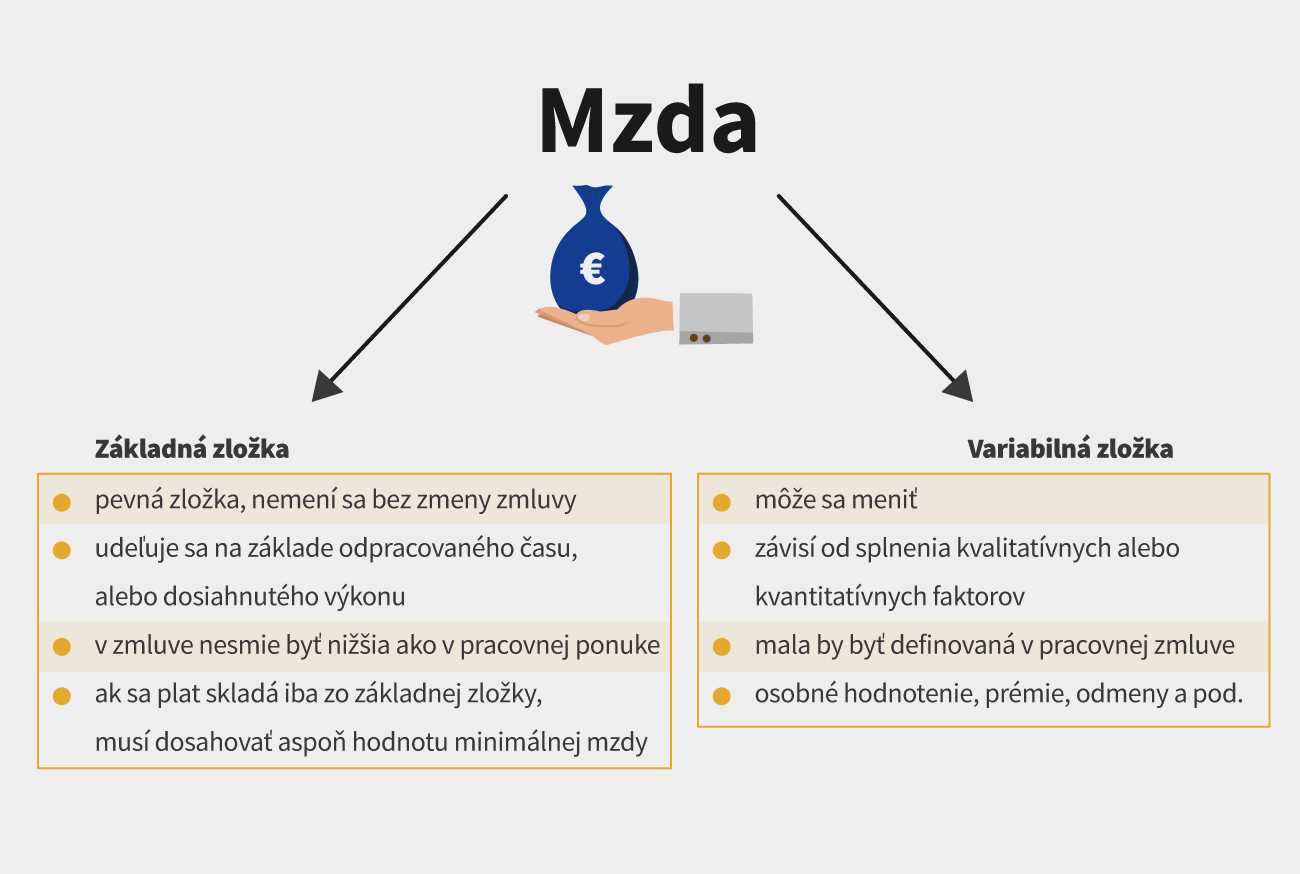 Mzda
€
Základná zložka
pevná zložka, nemení sa bez zmeny zmluvy
udeľuje sa na základe odpracovaného času,
alebo dosiahnutého výkonu
v zmluve nesmie byť nižšia ako v pracovnej ponuke
ak sa plat skladá iba zo základnej zložky,
musí dosahovať aspoň hodnotu minimálnej mzdy
Variabilná zložka
môže sa meniť
závisí od splnenia kvalitatívnych alebo
kvantitatívnych faktorov
mala by byť definovaná v pracovnej zmluve
osobné hodnotenie, prémie, odmeny a pod.